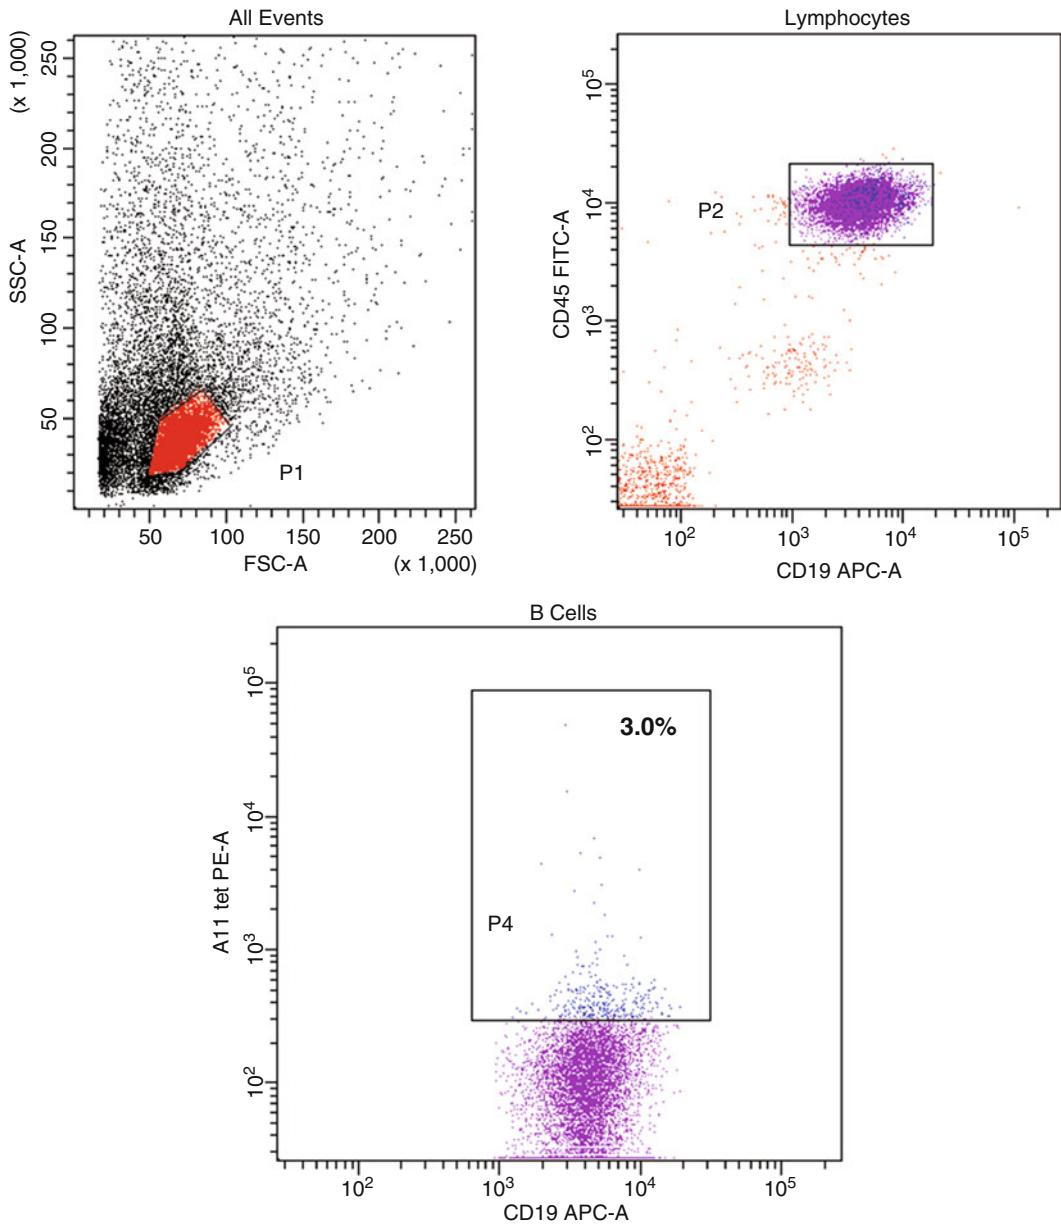 All Events
(x 1,000)
250
200
150
100
50
SSC-A
P1
50 100 150 200 250
FSC-A (x 1,000)
Lymphocytes
10^5
10^4
10^3
10^2
CD45 FITC-A
P2
10^2 10^3 10^4 10^5
CD19 APC-A
B Cells
10^5
10^4
10^3
10^2
A11 tet PE-A
3.0%
P4
10^2 10^3 10^4 10^5
CD19 APC-A